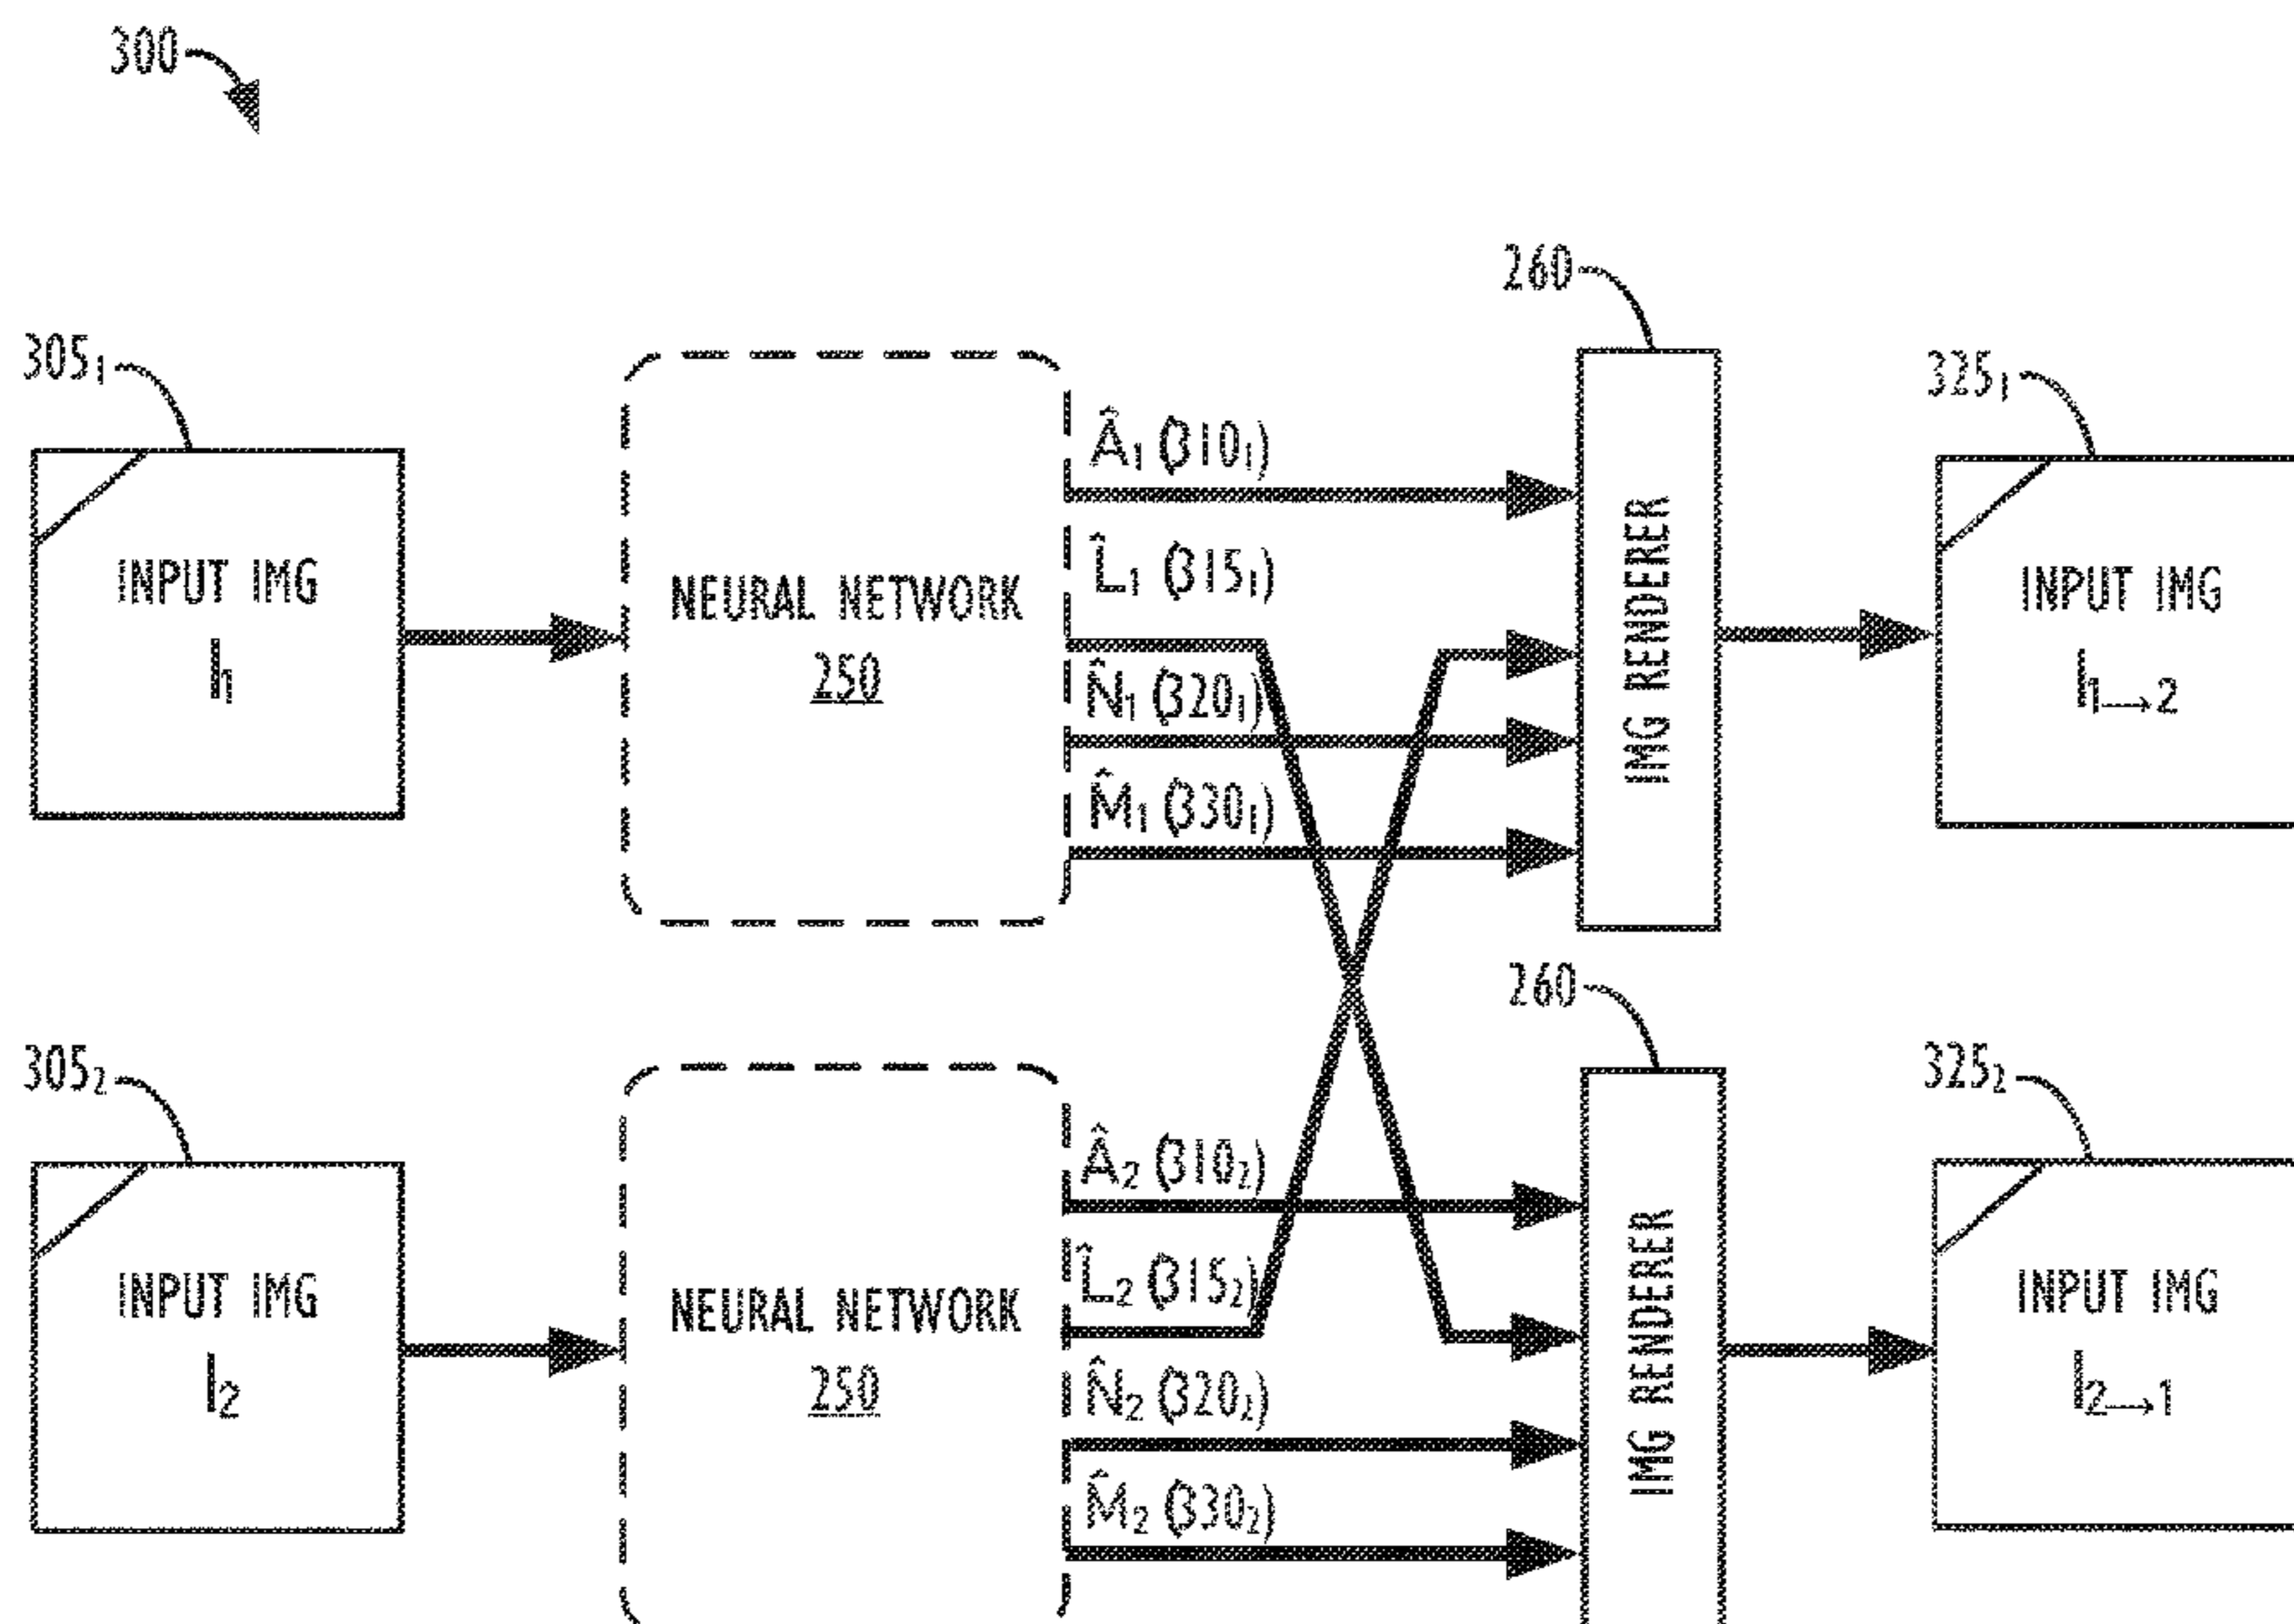 300
260
305₁
325₁
Â₁ (310₁)
L̂₁ (315₁)
INPUT IMG
I₁
NEURAL NETWORK
250
N̂₁ (320₁)
M̂₁ (330₁)
IMG RENDERER
INPUT IMG
I₁→₂
260
305₂
325₂
Â₂ (310₂)
L̂₂ (315₂)
INPUT IMG
I₂
NEURAL NETWORK
250
N̂₂ (320₂)
M̂₂ (330₂)
IMG RENDERER
INPUT IMG
I₂→₁